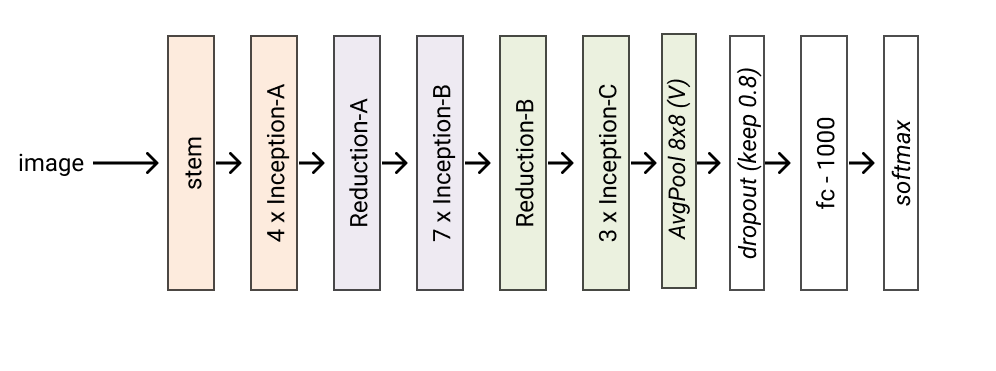 image
stem
4 x Inception-A
Reduction-A
7 x Inception-B
Reduction-B
3 x Inception-C
AvgPool 8x8 (V)
dropout (keep 0.8)
fc - 1000
softmax